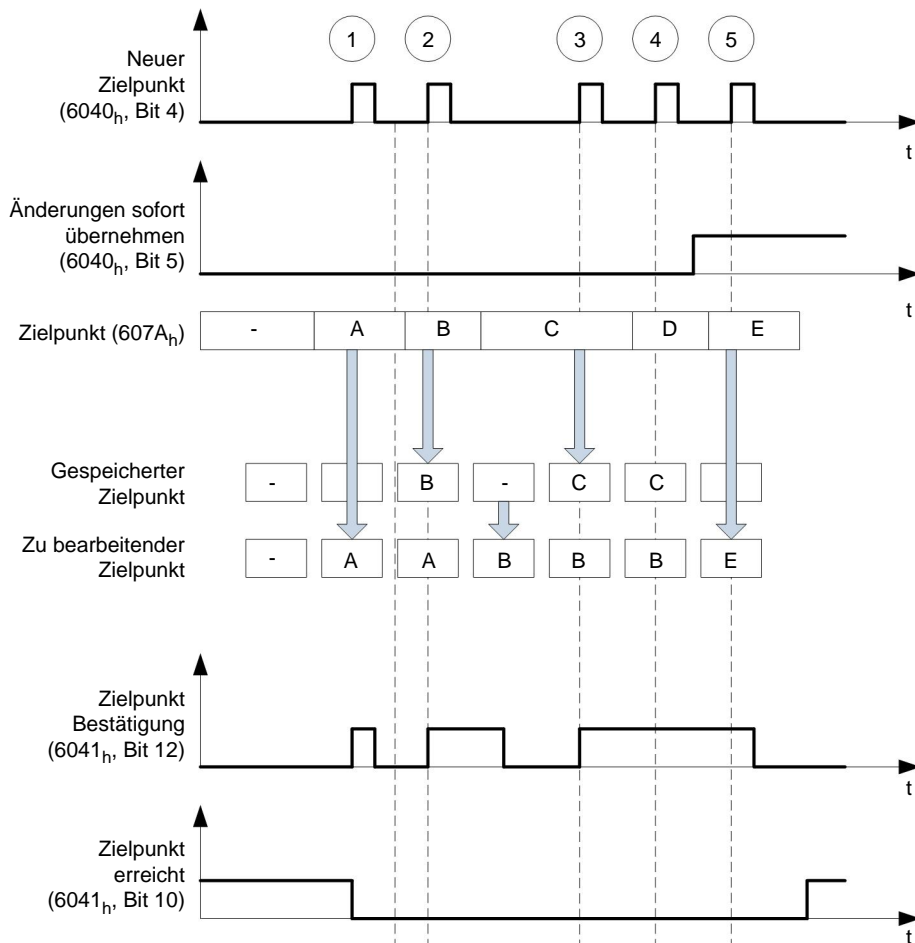 1 2 3 4 5
Neuer
Zielpunkt
(6040h, Bit 4)
t
Änderungen sofort
übernehmen
(6040h, Bit 5)
t
Zielpunkt (607Ah) - A B C D E
Gespeicherter
Zielpunkt
- B - C C
Zu bearbeitender
Zielpunkt
- A A B B B E
Zielpunkt
Bestätigung
(6041h, Bit 12)
t
Zielpunkt
erreicht
(6041h, Bit 10)
t